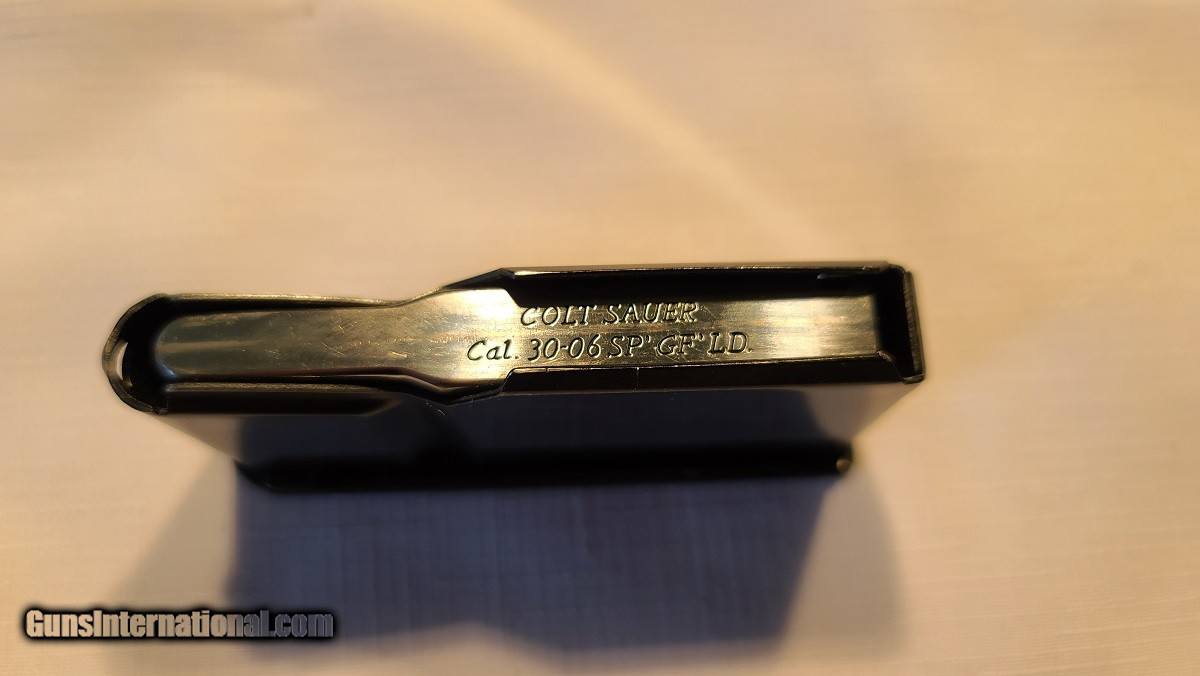 COLT SAUER
Cal. 30-06 SP' GF' LD.
GunsInternational.com